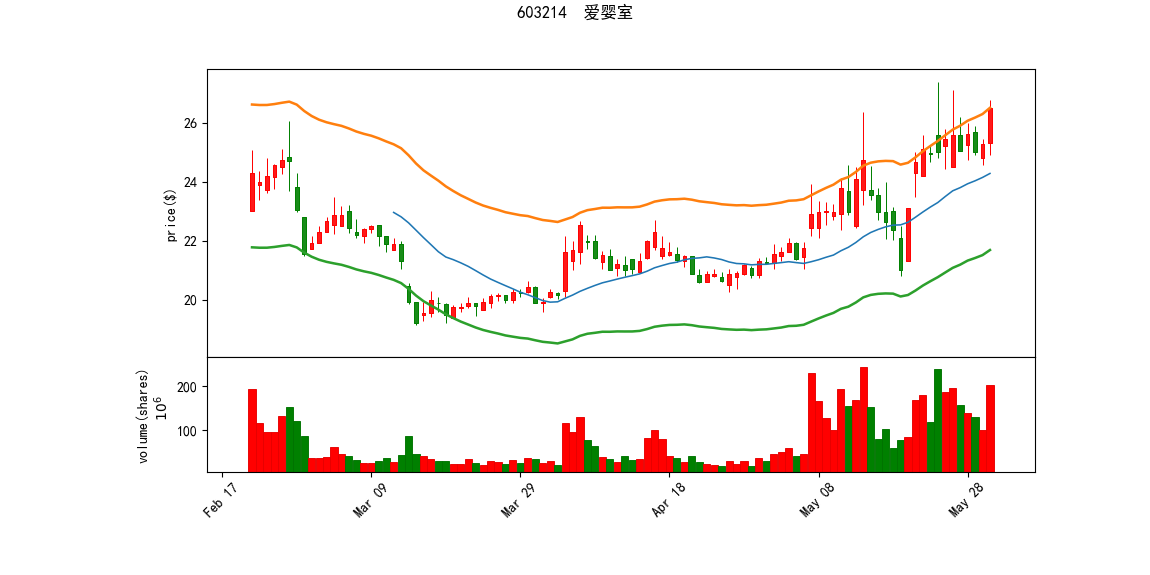 603214 爱婴室
price($)
26
24
22
20
volume(shares)
10^6
200
100
Feb 17
Mar 09
Mar 29
Apr 18
May 08
May 28